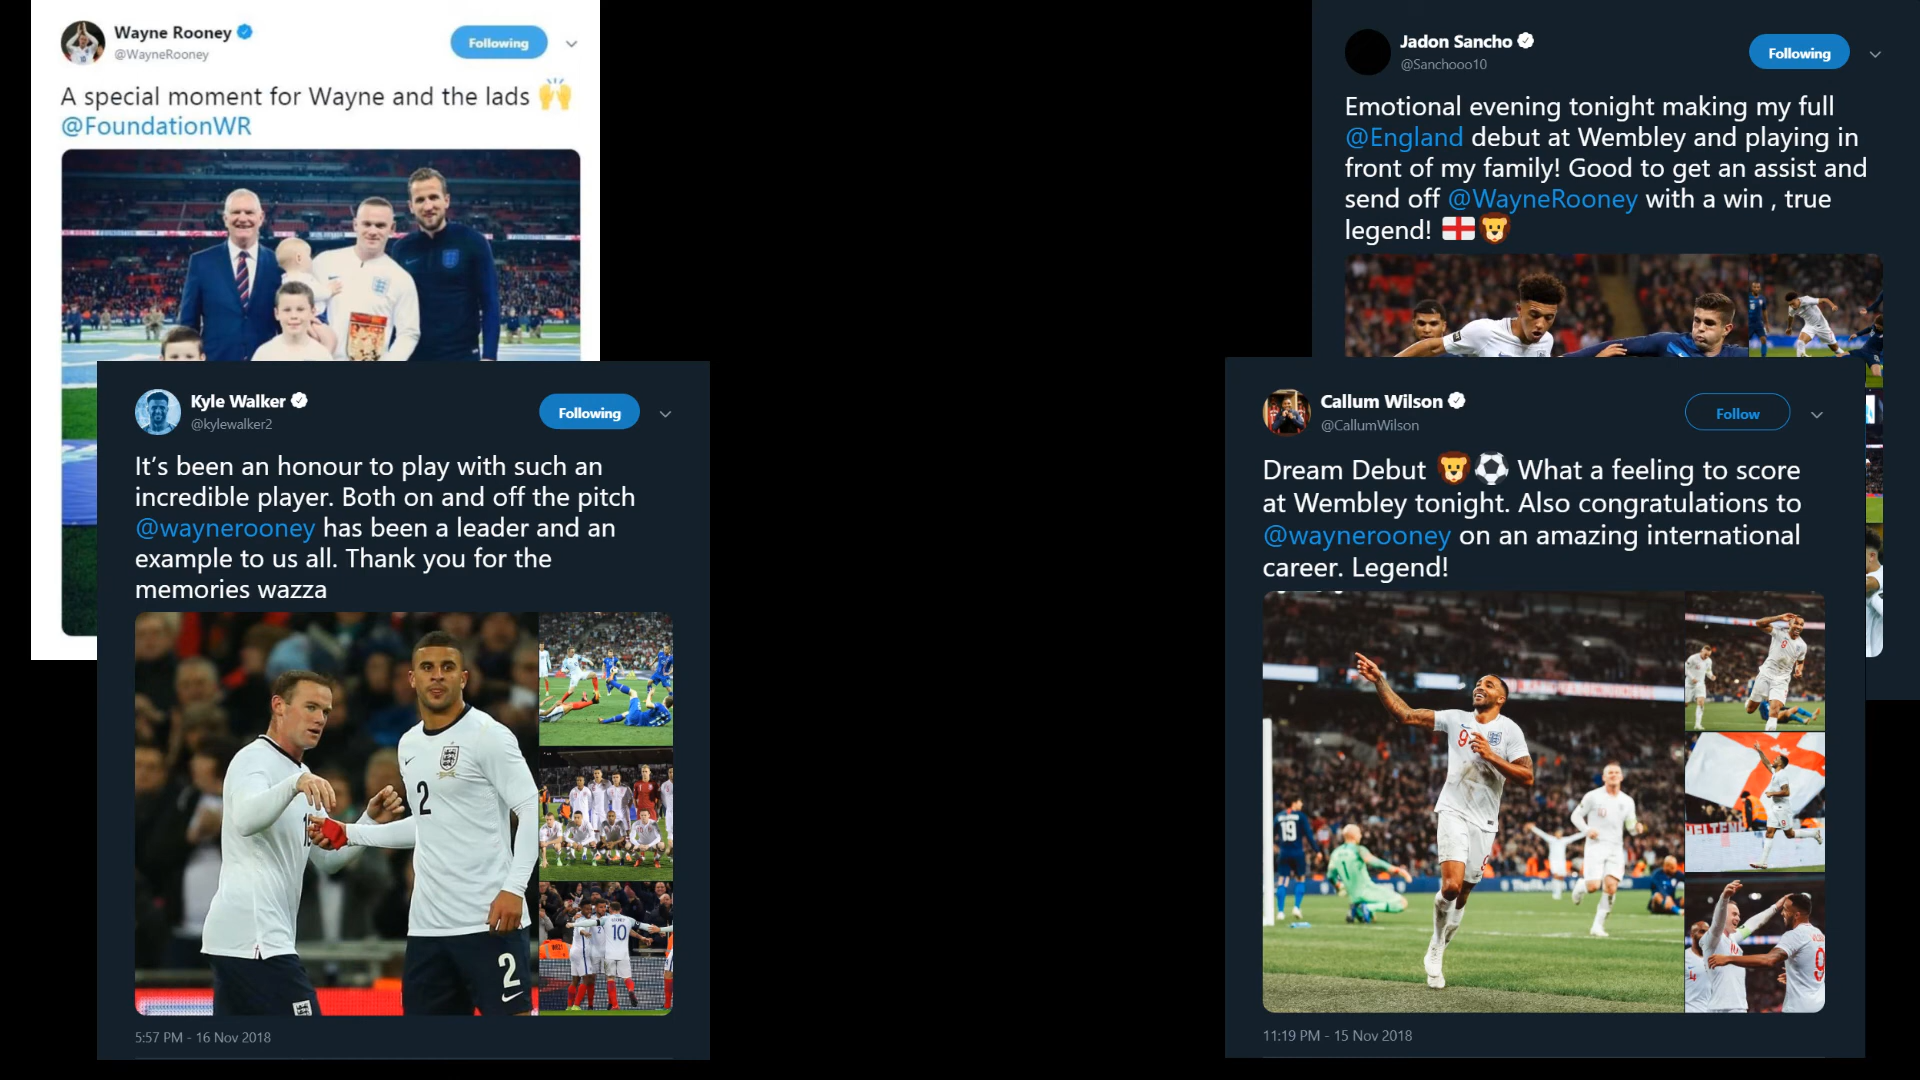 Wayne Rooney
@WayneRooney
Following
A special moment for Wayne and the lads 🙌
@FoundationWR
Kyle Walker
@kylewalker2
Following
It’s been an honour to play with such an
incredible player. Both on and off the pitch
@waynerooney has been a leader and an
example to us all. Thank you for the
memories wazza
2
2
10
5:57 PM - 16 Nov 2018
Jadon Sancho
@Sanchooo10
Following
Emotional evening tonight making my full
@England debut at Wembley and playing in
front of my family! Good to get an assist and
send off @WayneRooney with a win , true
legend! 🏴󠁧󠁢󠁥󠁮󠁧󠁿🦁
Callum Wilson
@CallumWilson
Follow
Dream Debut 🦁⚽ What a feeling to score
at Wembley tonight. Also congratulations to
@waynerooney on an amazing international
career. Legend!
9
19
9
11:19 PM - 15 Nov 2018